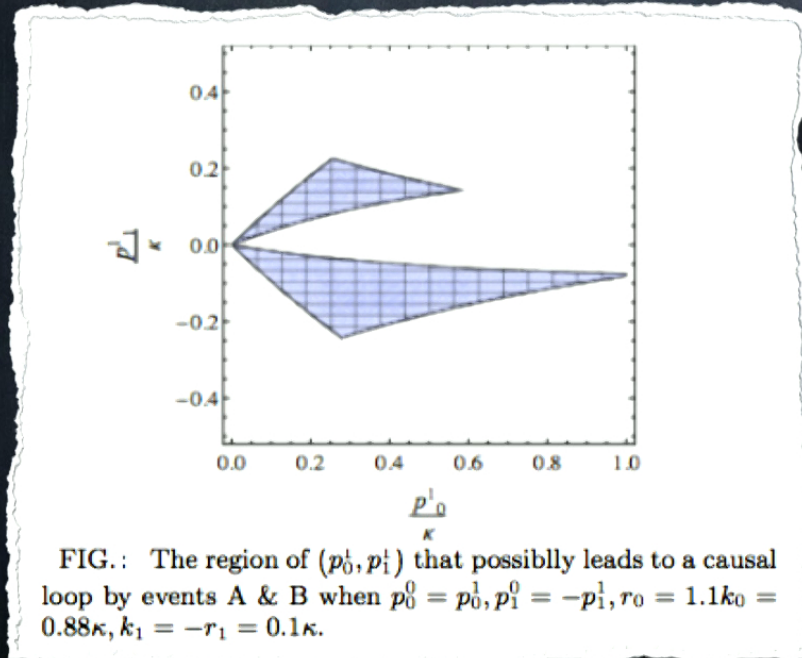 0.4
0.2
0.0
−0.2
−0.4
p¹₁
κ
0.0 0.2 0.4 0.6 0.8 1.0
p¹₀
κ
FIG.: The region of (p¹₀, p¹₁) that possiblly leads to a causal
loop by events A & B when p⁰₀ = p¹₀, p⁰₁ = −p¹₁, r₀ = 1.1k₀ =
0.88κ, k₁ = −r₁ = 0.1κ.